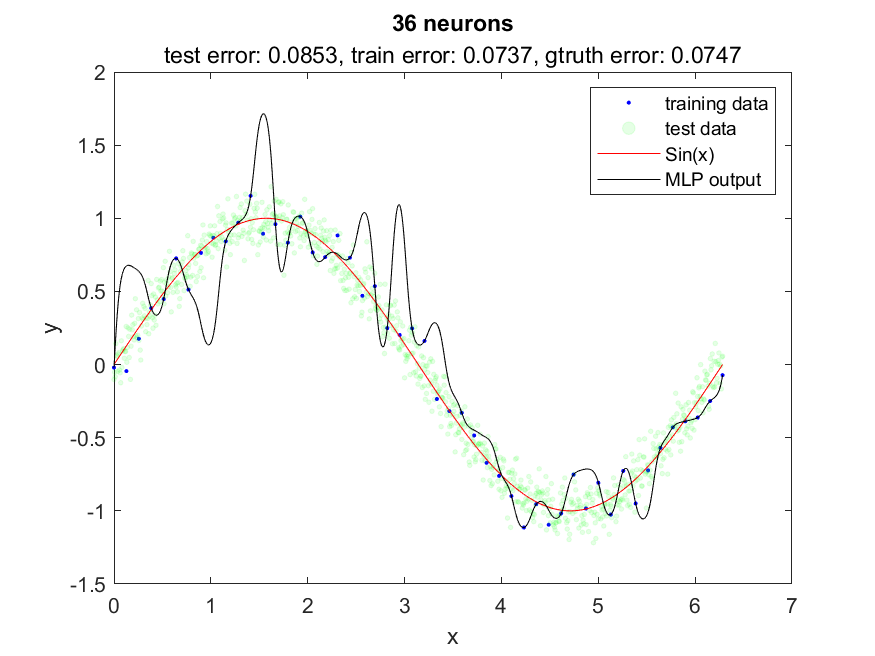 36 neurons
test error: 0.0853, train error: 0.0737, gtruth error: 0.0747
2
1.5
1
0.5
0
-0.5
-1
-1.5
y
training data
test data
Sin(x)
MLP output
0 1 2 3 4 5 6 7
x